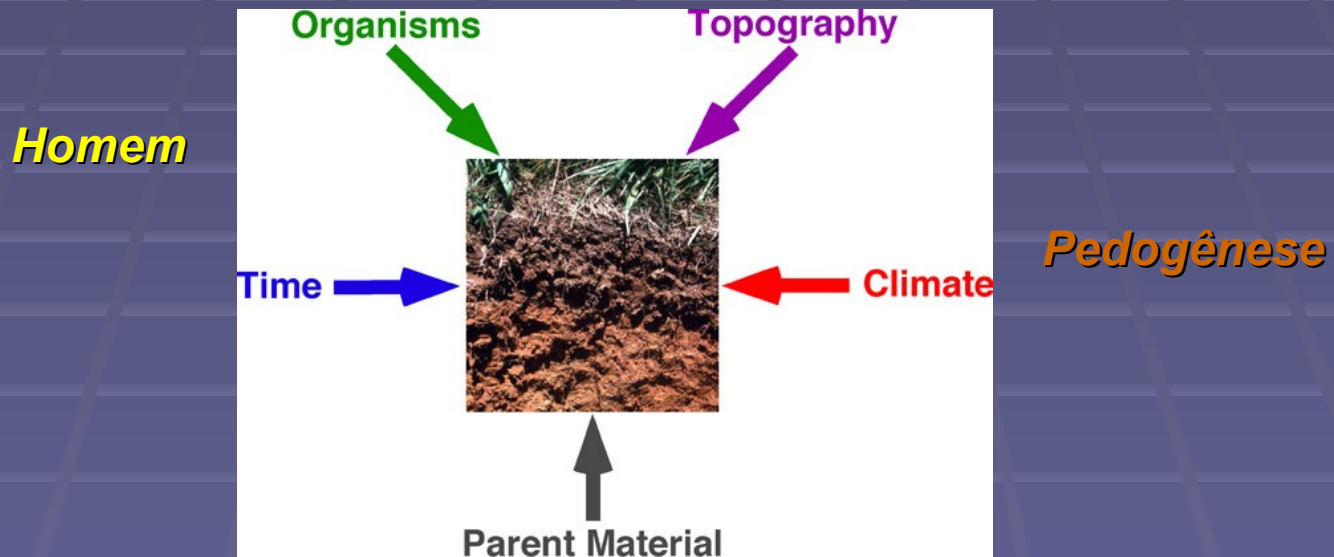 Organisms
Topography
Homem
Pedogênese
Time
Climate
Parent Material